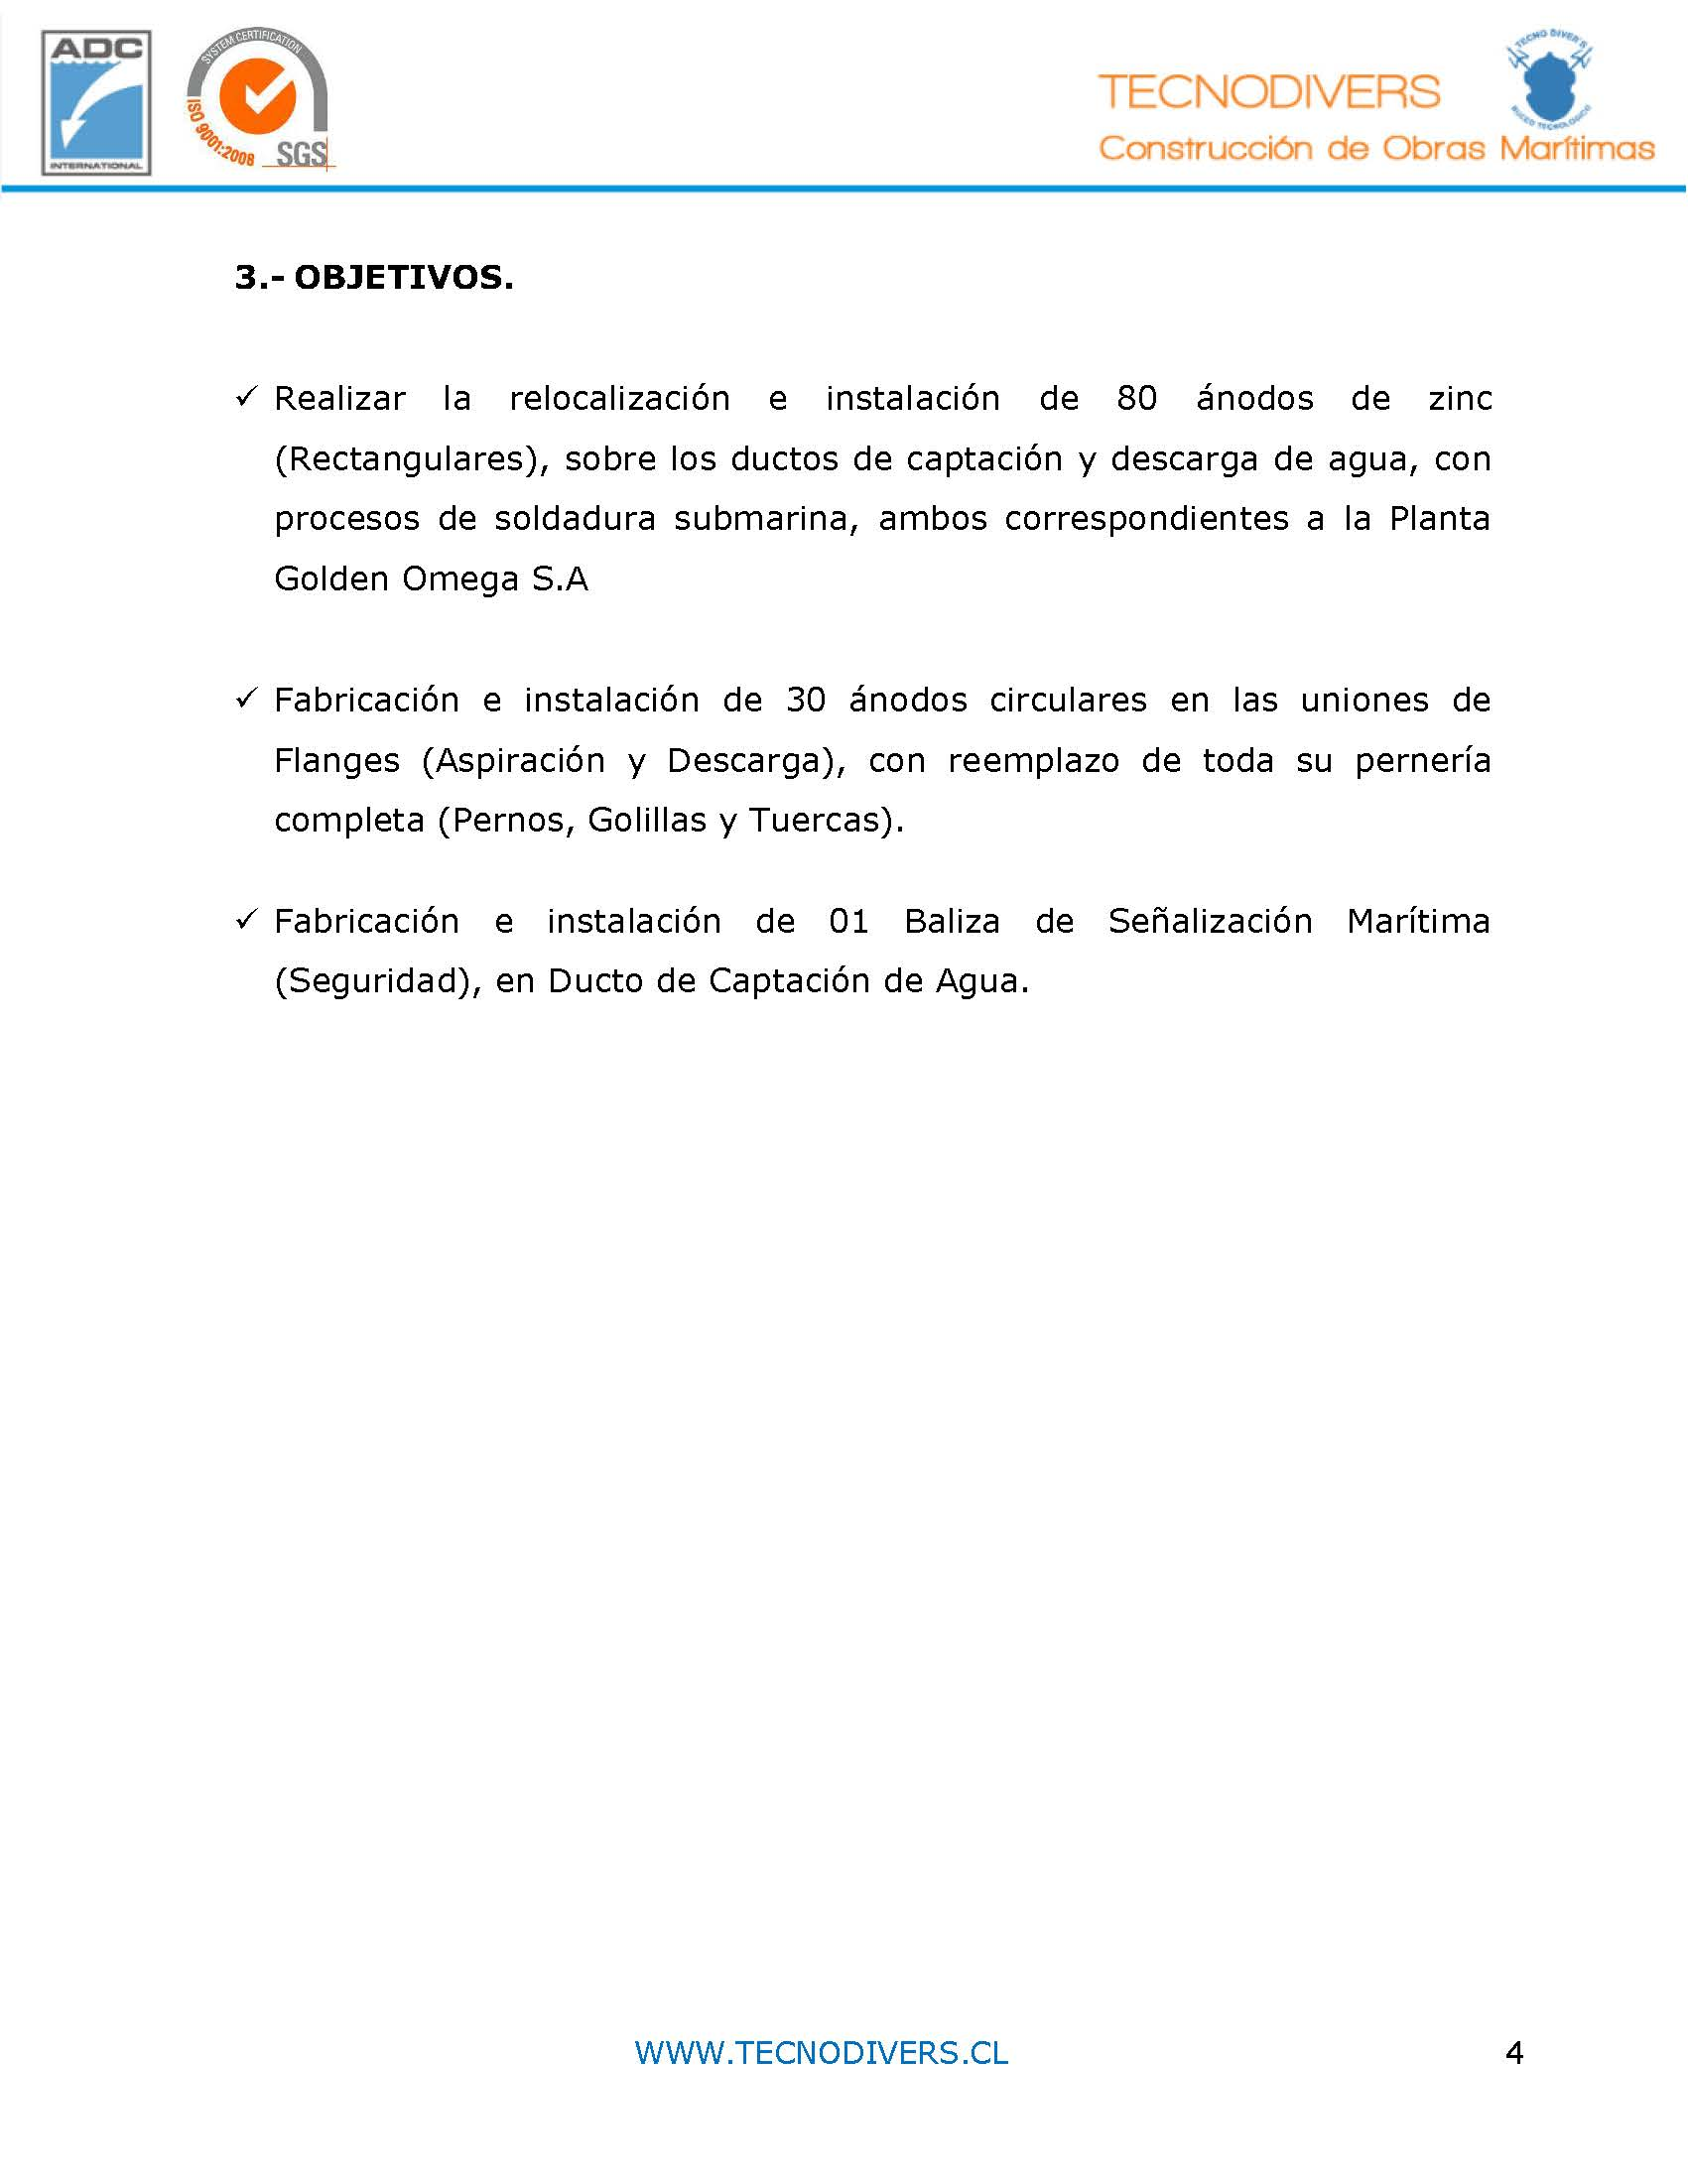 ADC
INTERNATIONAL
SYSTEM CERTIFICATION
ISO 9001:2008
SGS
TECNODIVERS
TECNO DIVER'S
BUCEO TECNOLOGICO
Construcción de Obras Marítimas
3.- OBJETIVOS.
✓ Realizar la relocalización e instalación de 80 ánodos de zinc
(Rectangulares), sobre los ductos de captación y descarga de agua, con
procesos de soldadura submarina, ambos correspondientes a la Planta
Golden Omega S.A
✓ Fabricación e instalación de 30 ánodos circulares en las uniones de
Flanges (Aspiración y Descarga), con reemplazo de toda su pernería
completa (Pernos, Golillas y Tuercas).
✓ Fabricación e instalación de 01 Baliza de Señalización Marítima
(Seguridad), en Ducto de Captación de Agua.
WWW.TECNODIVERS.CL
4